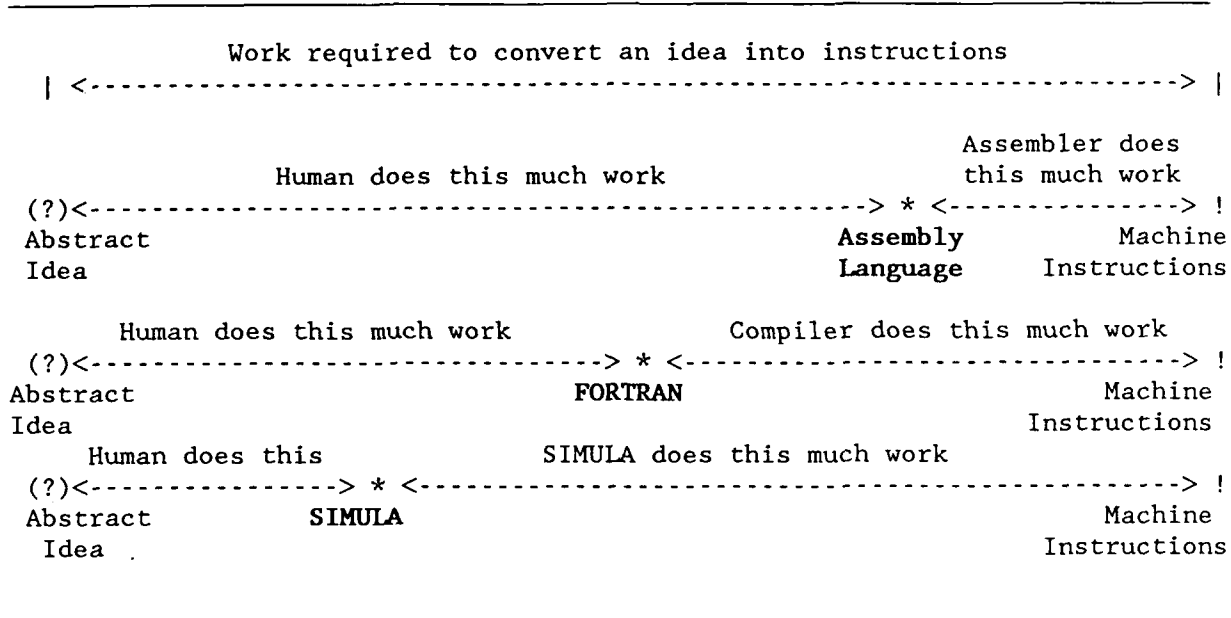 Work required to convert an idea into instructions
| <----------------------------------------------------------------------> |
Assembler does
Human does this much work this much work
(?)<--------------------------------------------------> * <---------------> !
Abstract Assembly Machine
Idea Language Instructions
Human does this much work Compiler does this much work
(?)<---------------------------------> * <--------------------------------> !
Abstract FORTRAN Machine
Idea Instructions
Human does this SIMULA does this much work
(?)<----------------> * <-------------------------------------------------> !
Abstract SIMULA Machine
Idea Instructions